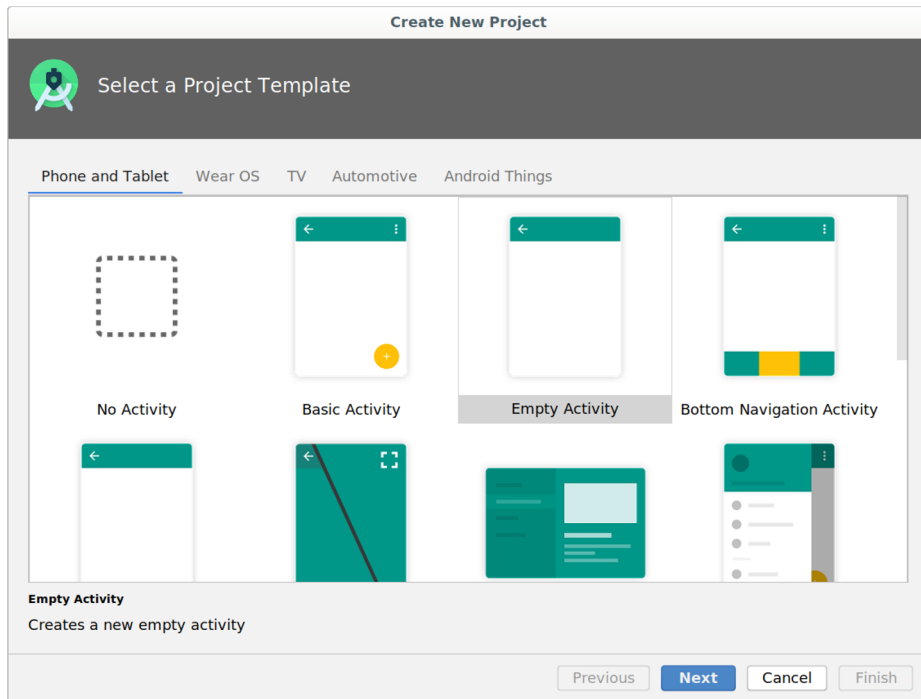 Create New Project
Select a Project Template
Phone and Tablet Wear OS TV Automotive Android Things
No Activity Basic Activity Empty Activity Bottom Navigation Activity
Empty Activity
Creates a new empty activity
Previous Next Cancel Finish